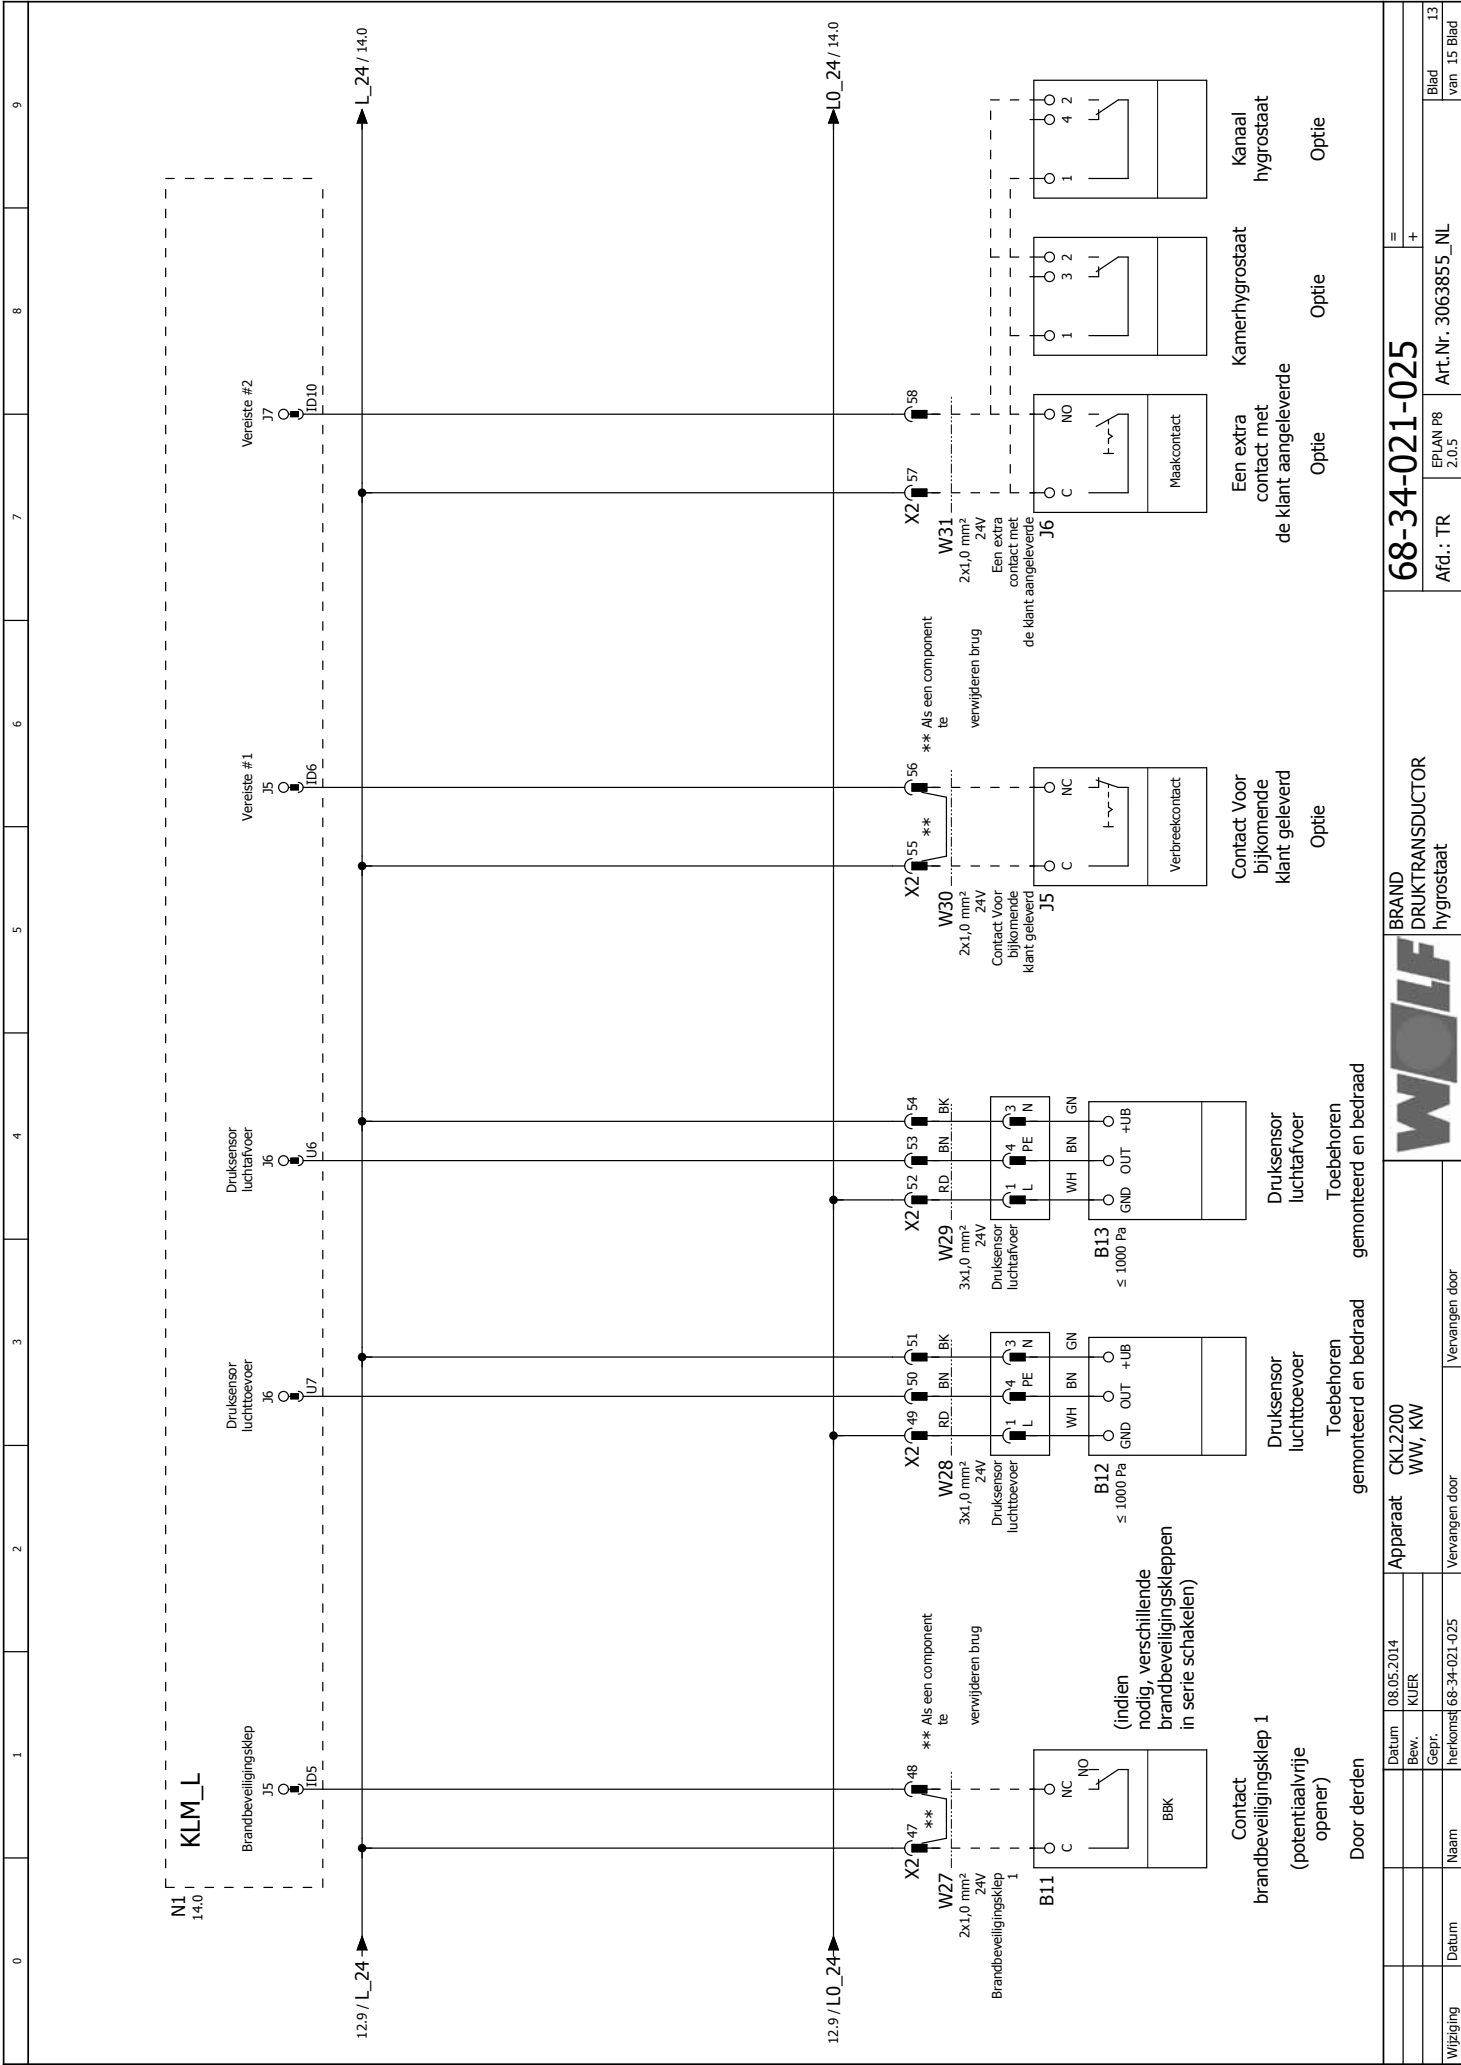 0 1 2 3 4 5 6 7 8 9
N1
14.0
KLM_L
Brandbeveiligingsklep
J5
ID5
Druksensor
luchttoevoer
J6
U7
Druksensor
luchtafvoer
J6
U6
Vereiste #1
J5
ID6
Vereiste #2
J7
ID10
12.9 / L_24
L_24 / 14.0
12.9 / L0_24
L0_24 / 14.0
X2 47 48
**
** Als een component
te
verwijderen brug
W27
2x1,0 mm²
24V
Brandbeveiligingsklep
1
B11
C NC NO
BBK
(indien
nodig, verschillende
brandbeveiligingskleppen
in serie schakelen)
Contact
brandbeveiligingsklep 1
(potentiaalvrije
opener)
Door derden
X2 49 50 51
RD BN BK
W28
3x1,0 mm²
24V
Druksensor
luchttoevoer
1 4 3
L PE N
WH BN GN
B12
≤ 1000 Pa
GND OUT +UB
Druksensor
luchttoevoer
Toebehoren
gemonteerd en bedraad
X2 52 53 54
RD BN BK
W29
3x1,0 mm²
24V
Druksensor
luchtafvoer
1 4 3
L PE N
WH BN GN
B13
≤ 1000 Pa
GND OUT +UB
Druksensor
luchtafvoer
Toebehoren
gemonteerd en bedraad
X2 55 56
**
** Als een component
te
verwijderen brug
W30
2x1,0 mm²
24V
Contact Voor
bijkomende
klant geleverd
J5
C NC
Verbreekcontact
Contact Voor
bijkomende
klant geleverd
Optie
X2 57 58
W31
2x1,0 mm²
24V
Een extra
contact met
de klant aangeleverde
J6
C NO
Maakcontact
Een extra
contact met
de klant aangeleverde
Optie
1 3 2
Kamerhygrostaat
Optie
1 4 2
Kanaal
hygrostaat
Optie
Wijziging Datum Naam
Datum 08.05.2014
Bew. KUER
Gepr.
herkomst 68-34-021-025
Apparaat CKL2200
WW, KW
Vervangen door
Vervangen door
WOLF
BRAND
DRUKTRANSDUCTOR
hygrostaat
68-34-021-025
=
+
Afd.: TR
EPLAN P8
2.0.5
Art.Nr. 3063855_NL
Blad 13
van 15 Blad